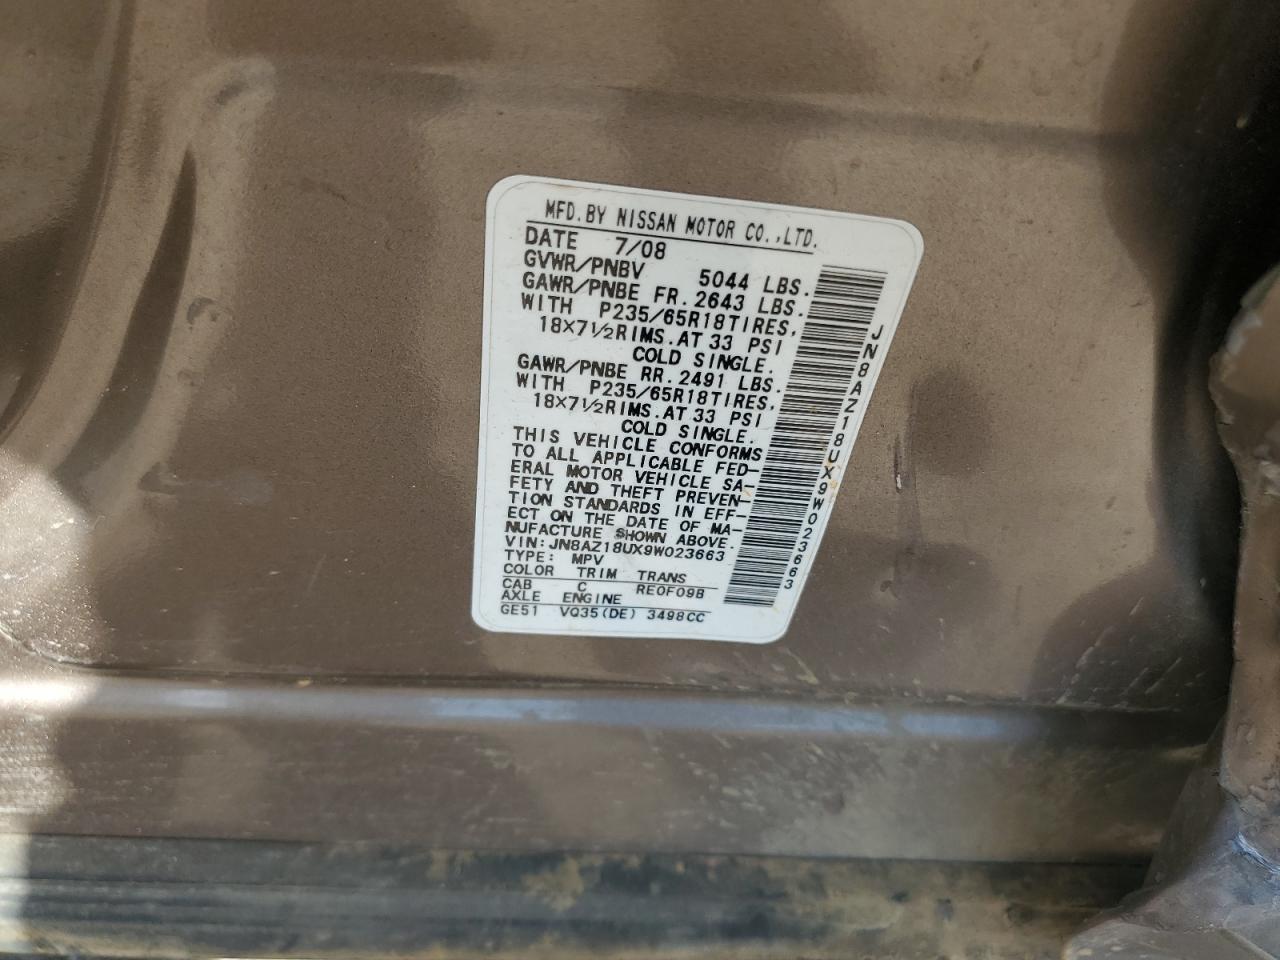 MFD.BY NISSAN MOTOR CO.,LTD.
DATE 7/08
GVWR/PNBV 5044 LBS.
GAWR/PNBE FR.2643 LBS.
WITH P235/65R18TIRES,
18×7½RIMS.AT 33 PSI
COLD SINGLE.
GAWR/PNBE RR.2491 LBS.
WITH P235/65R18TIRES,
18×7½RIMS.AT 33 PSI
COLD SINGLE.
THIS VEHICLE CONFORMS
TO ALL APPLICABLE FED-
ERAL MOTOR VEHICLE SA-
FETY AND THEFT PREVEN-
TION STANDARDS IN EFF-
ECT ON THE DATE OF MA-
NUFACTURE SHOWN ABOVE.
VIN:JN8AZ18UX9W023663
TYPE: MPV
COLOR TRIM TRANS
CAB C RE0F09B
AXLE ENGINE
GE51 VQ35(DE) 3498CC
JN8AZ18UX9W023663